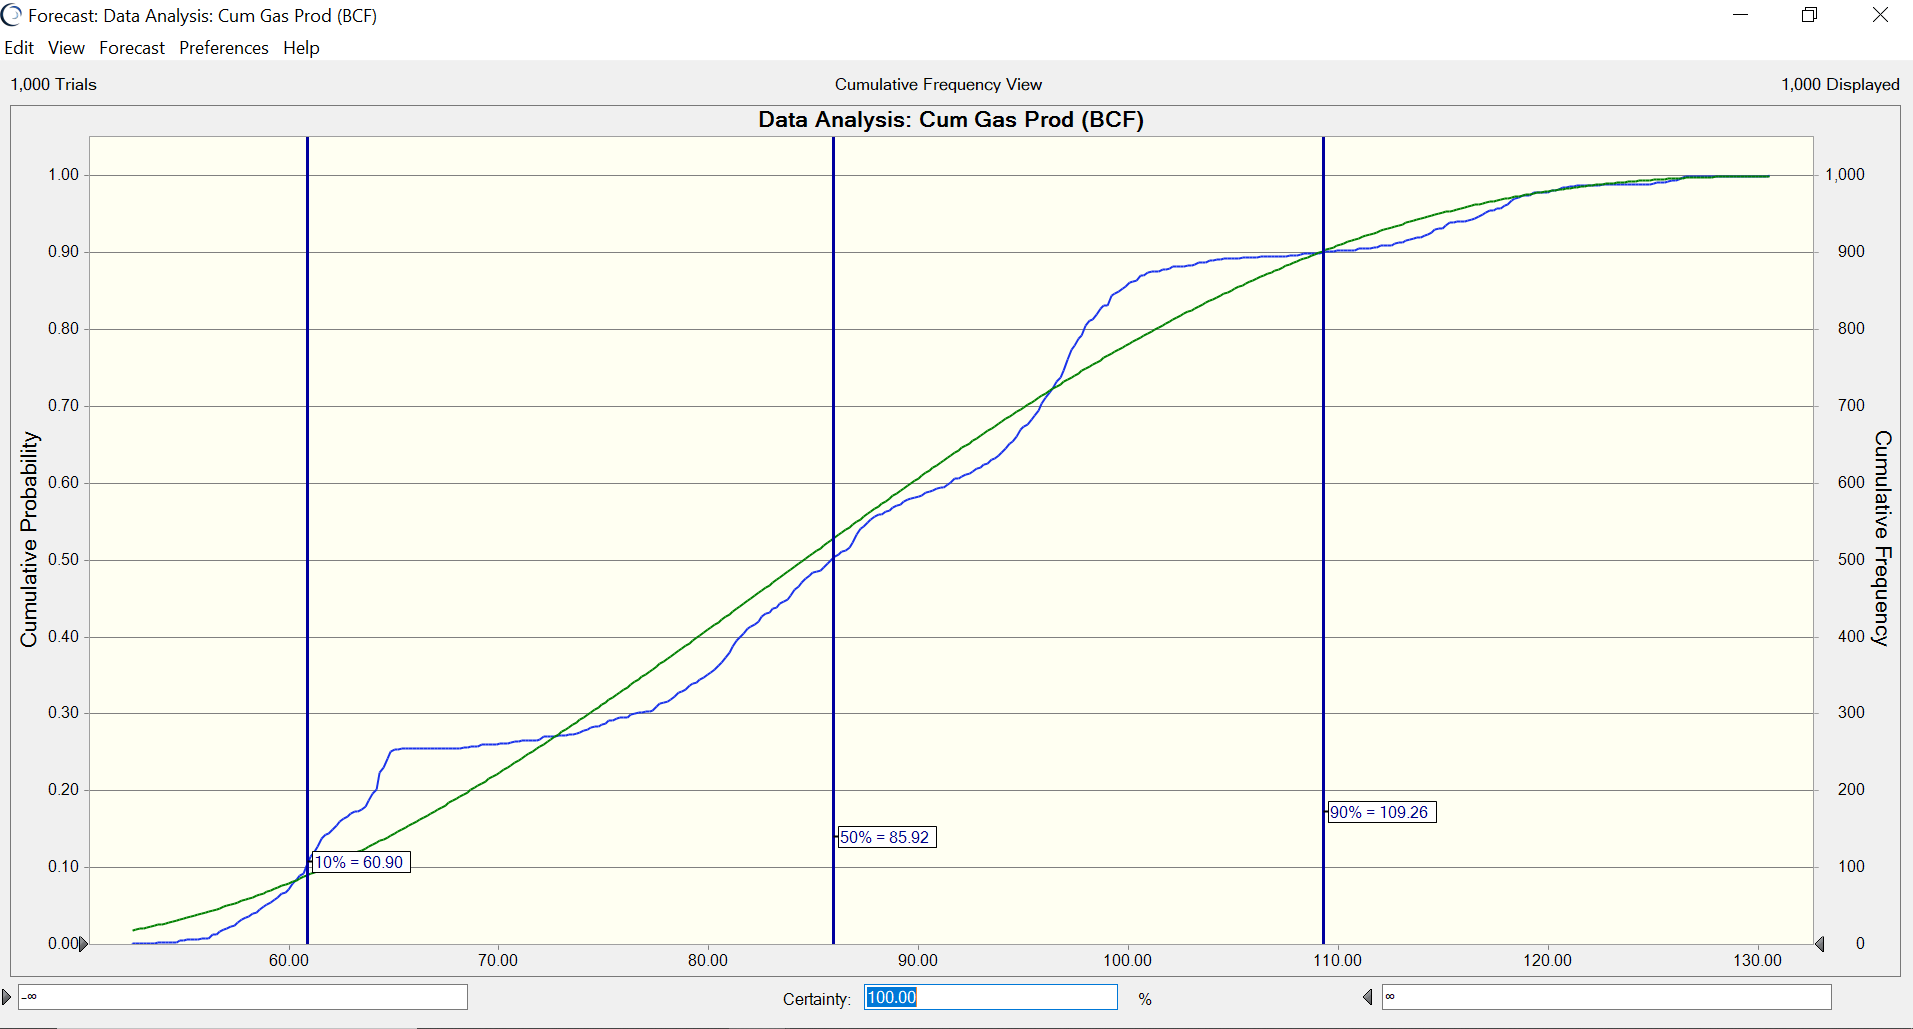 Forecast: Data Analysis: Cum Gas Prod (BCF)
Edit View Forecast Preferences Help
1,000 Trials Cumulative Frequency View 1,000 Displayed
Data Analysis: Cum Gas Prod (BCF)
Cumulative Probability
1.00
0.90
0.80
0.70
0.60
0.50
0.40
0.30
0.20
0.10
0.00
10% = 60.90
50% = 85.92
90% = 109.26
1,000
900
800
700
600
500
400
300
200
100
0
Cumulative Frequency
60.00 70.00 80.00 90.00 100.00 110.00 120.00 130.00
-∞ Certainty: 100.00 % ∞